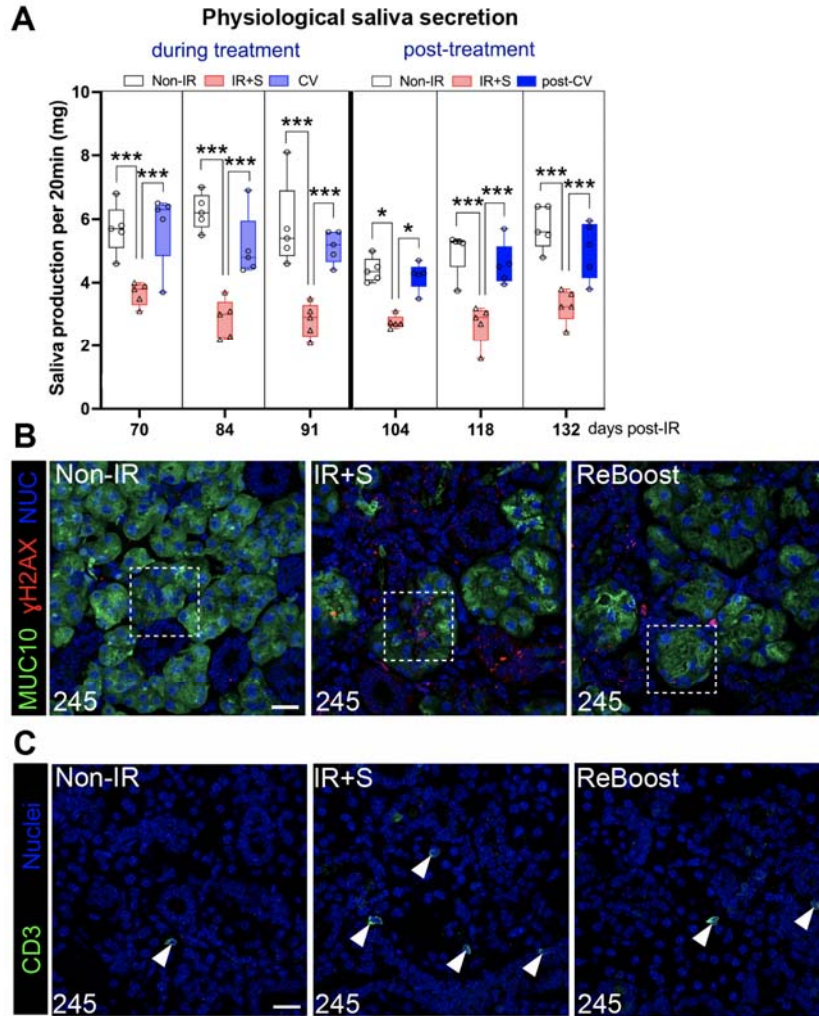 A
Physiological saliva secretion
during treatment post-treatment
Non-IR IR+S CV Non-IR IR+S post-CV
Saliva production per 20min (mg)
10
8
6
4
2
0
*** *** *** *** *** *** * * *** *** *** ***
70 84 91 104 118 132 days post-IR
B
MUC10 ɣH2AX NUC
Non-IR IR+S ReBoost
245 245 245
C
CD3 Nuclei
Non-IR IR+S ReBoost
245 245 245